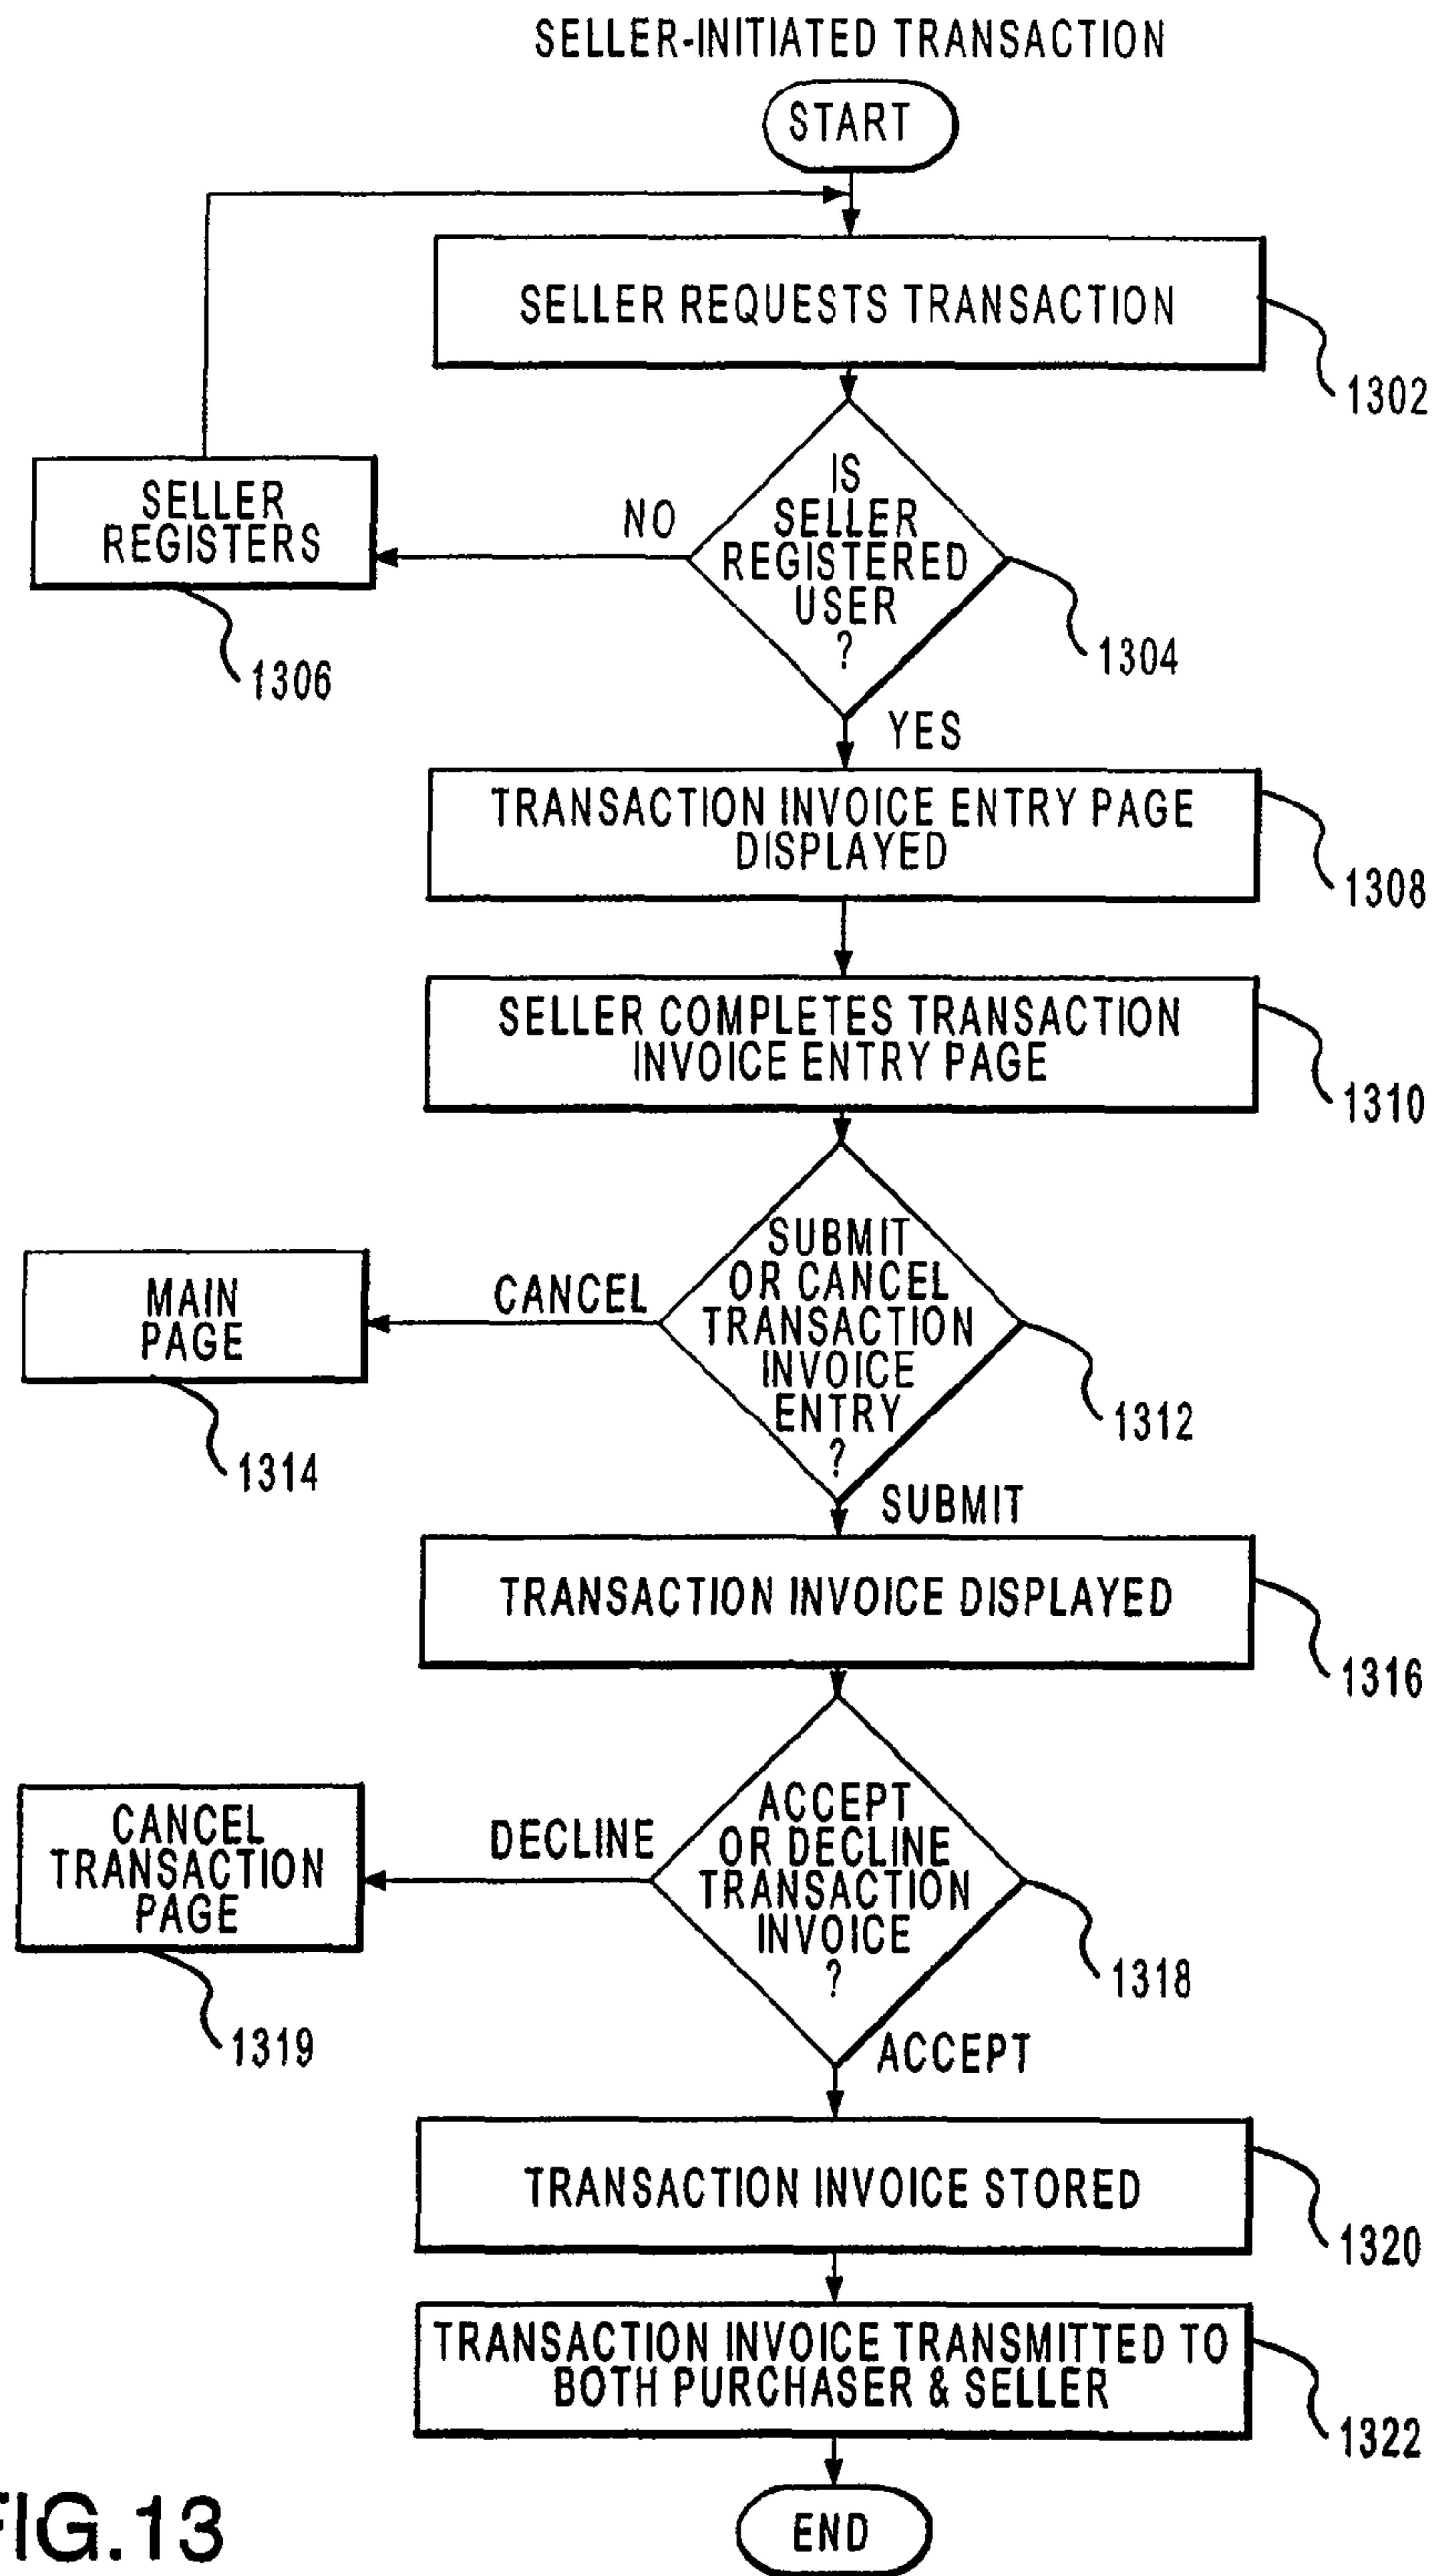 SELLER-INITIATED TRANSACTION
START
SELLER REQUESTS TRANSACTION
1302
IS
SELLER
REGISTERED
USER
?
1304
NO
SELLER
REGISTERS
1306
YES
TRANSACTION INVOICE ENTRY PAGE
DISPLAYED
1308
SELLER COMPLETES TRANSACTION
INVOICE ENTRY PAGE
1310
SUBMIT
OR CANCEL
TRANSACTION
INVOICE
ENTRY
?
1312
CANCEL
MAIN
PAGE
1314
SUBMIT
TRANSACTION INVOICE DISPLAYED
1316
ACCEPT
OR DECLINE
TRANSACTION
INVOICE
?
1318
DECLINE
CANCEL
TRANSACTION
PAGE
1319
ACCEPT
TRANSACTION INVOICE STORED
1320
TRANSACTION INVOICE TRANSMITTED TO
BOTH PURCHASER & SELLER
1322
END
FIG.13